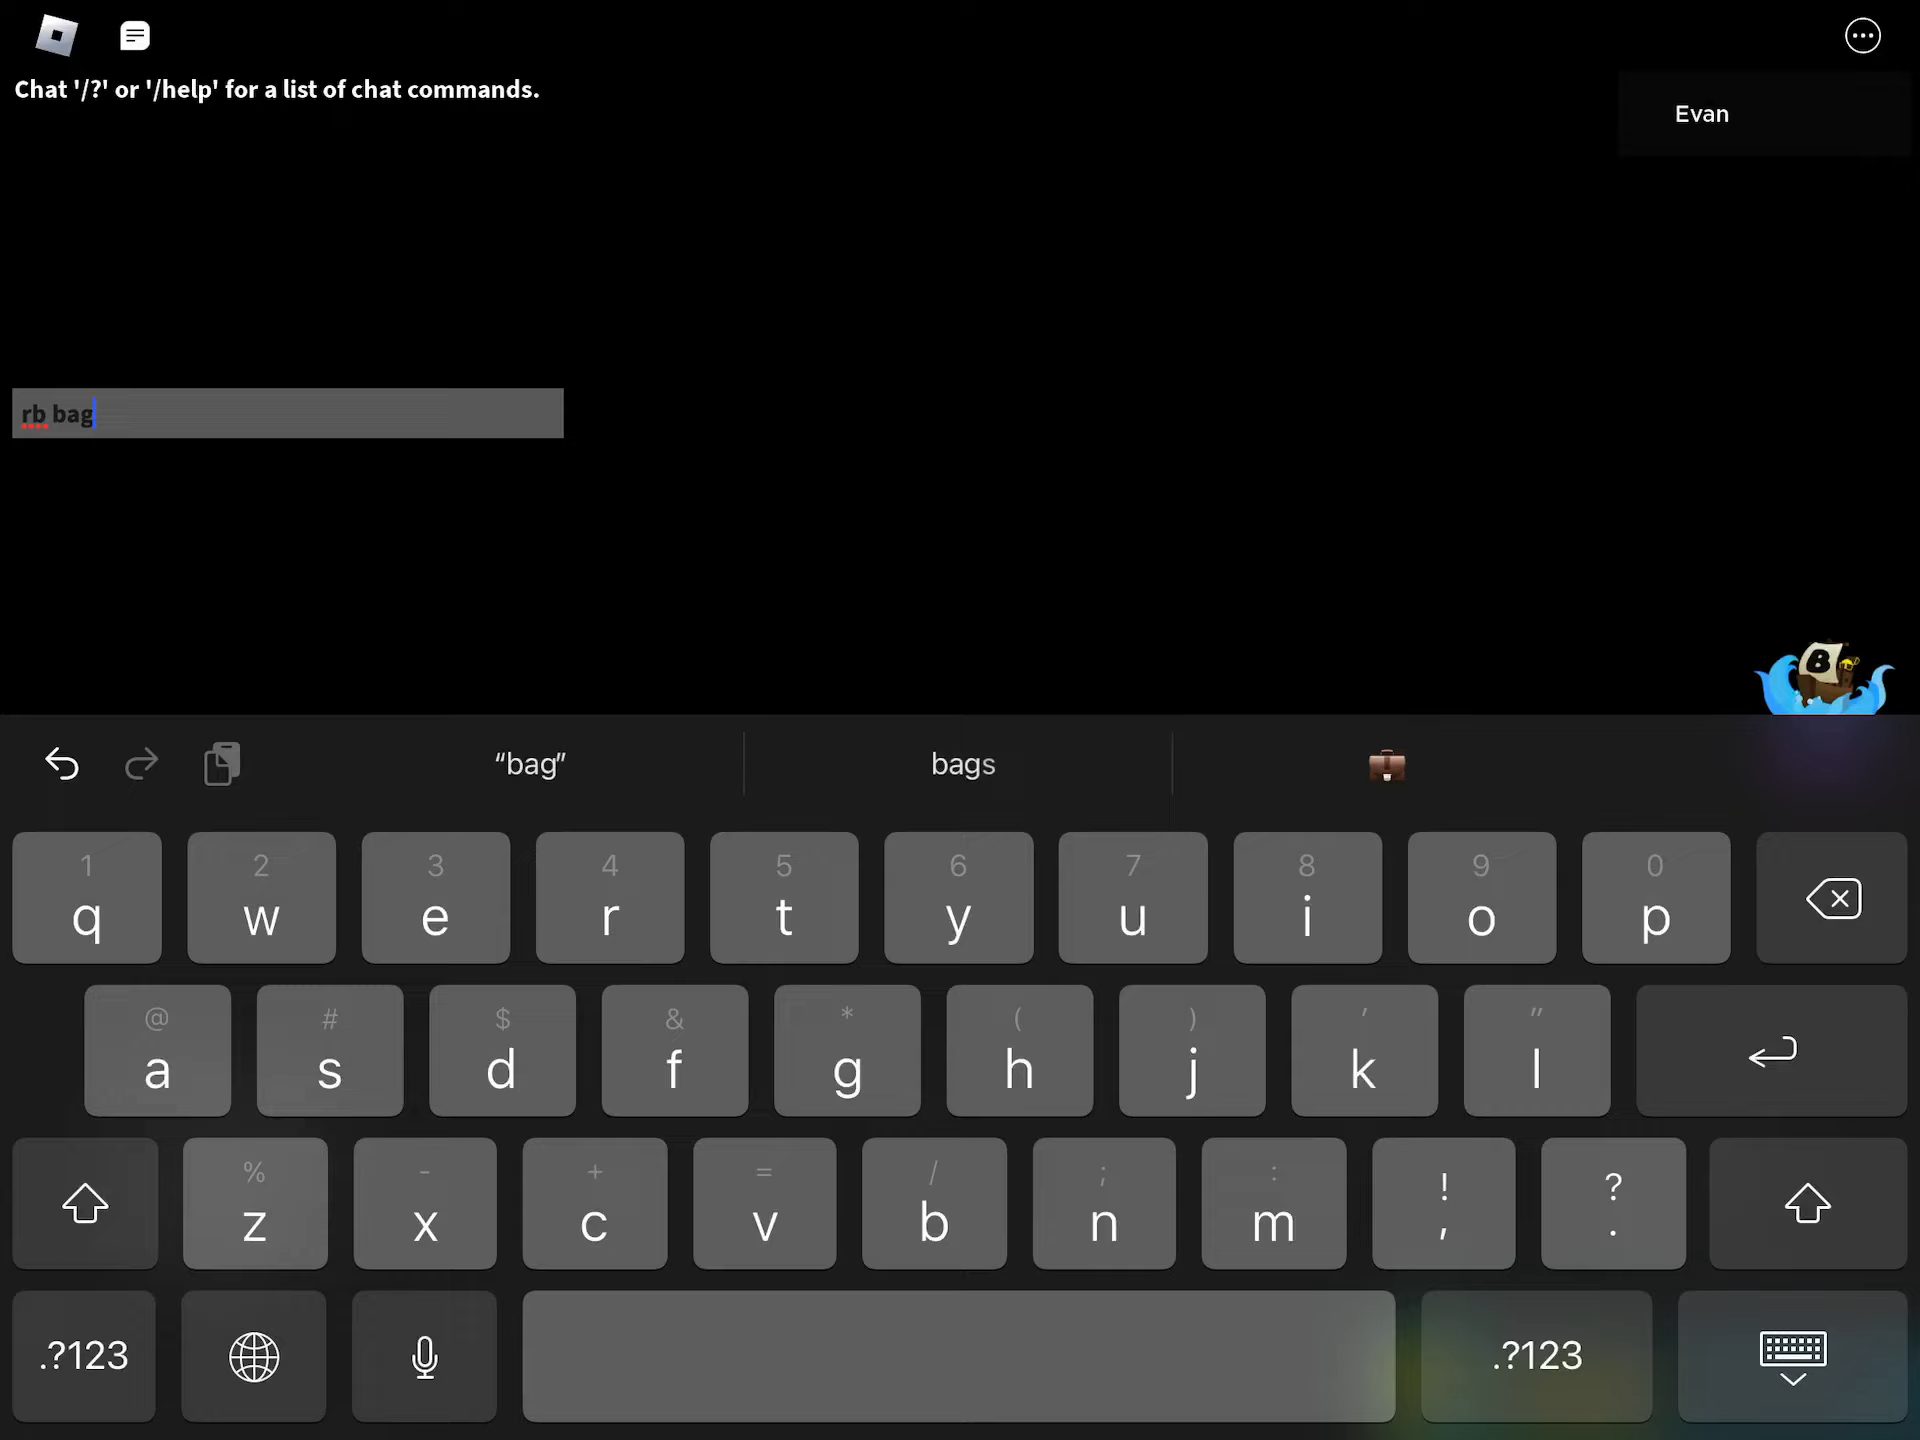 Chat '/?' or '/help' for a list of chat commands.
Evan
rb bag
B
“bag”
bags
1 2 3 4 5 6 7 8 9 0
q w e r t y u i o p
@ # $ & * ( ) ' "
a s d f g h j k l
% - + = / ; : ! ?
z x c v b n m , .
.?123 .?123